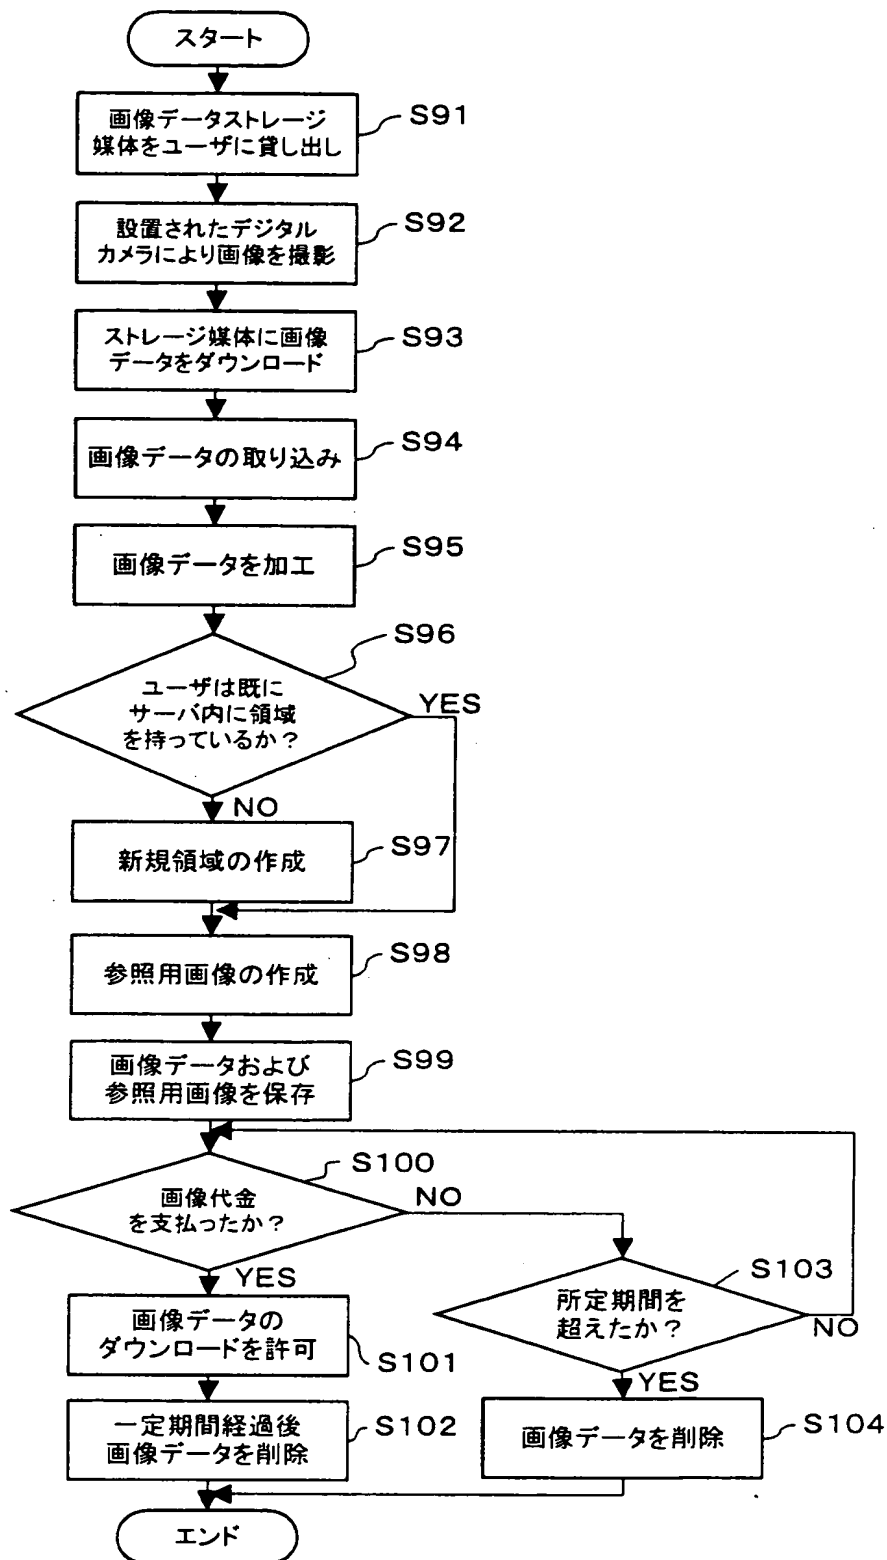 スタート
画像データストレージ
媒体をユーザに貸し出し
S91
設置されたデジタル
カメラにより画像を撮影
S92
ストレージ媒体に画像
データをダウンロード
S93
画像データの取り込み
S94
画像データを加工
S95
S96
ユーザは既に
サーバ内に領域
を持っているか？
YES
NO
新規領域の作成
S97
参照用画像の作成
S98
画像データおよび
参照用画像を保存
S99
S100
画像代金
を支払ったか？
NO
YES
S103
所定期間を
超えたか？
NO
YES
画像データの
ダウンロードを許可
S101
一定期間経過後
画像データを削除
S102
画像データを削除
S104
エンド